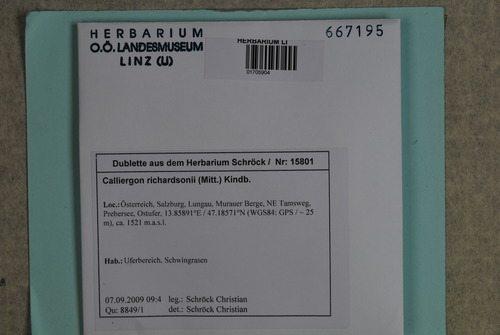 HERBARIUM
O.Ö. LANDESMUSEUM
LINZ (U)
HERBARIUM LI
01705904
667195
Dublette aus dem Herbarium Schröck / Nr: 15801
Calliergon richardsonii (Mitt.) Kindb.
Loc.:Österreich, Salzburg, Lungau, Murauer Berge, NE Tamsweg,
Prebersee, Ostufer, 13.85891°E / 47.18571°N (WGS84: GPS / ~ 25
m), ca. 1521 m.a.s.l.
Hab.: Uferbereich, Schwingrasen
07.09.2009 09:4 leg.: Schröck Christian
Qu: 8849/1 det.: Schröck Christian